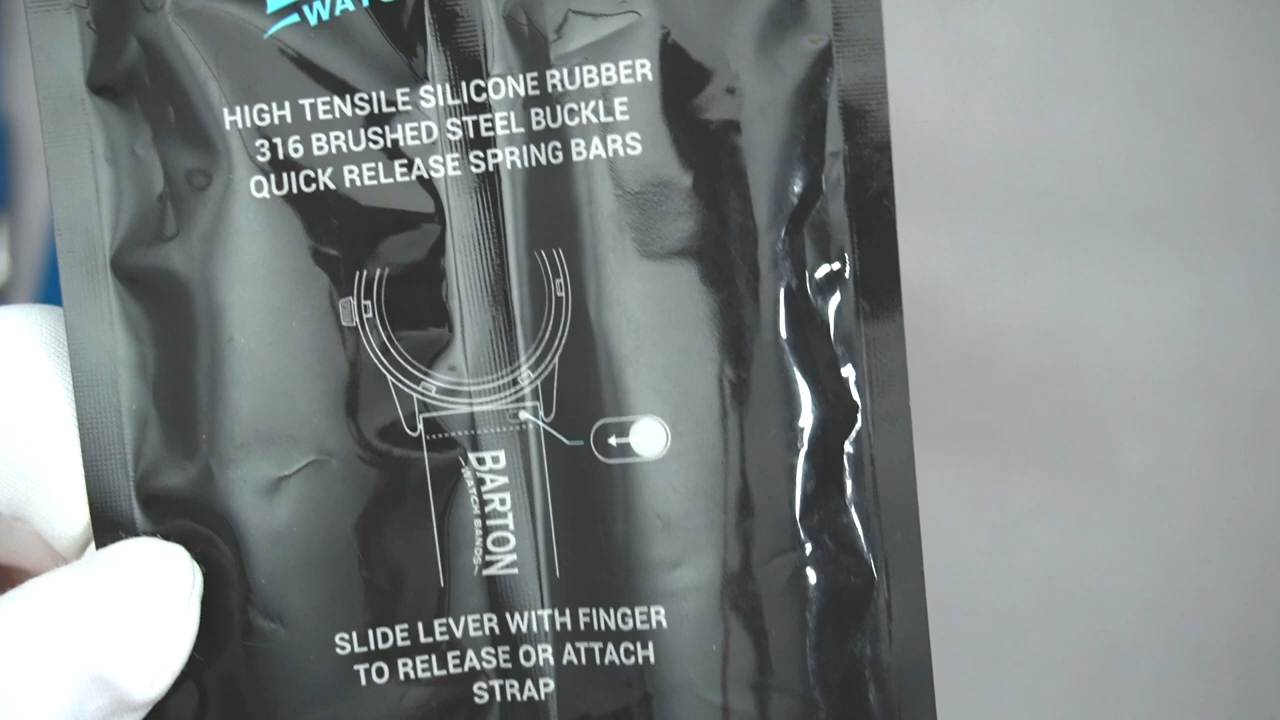 HIGH TENSILE SILICONE RUBBER
316 BRUSHED STEEL BUCKLE
QUICK RELEASE SPRING BARS
BARTON
WATCH BANDS
SLIDE LEVER WITH FINGER
TO RELEASE OR ATTACH
STRAP